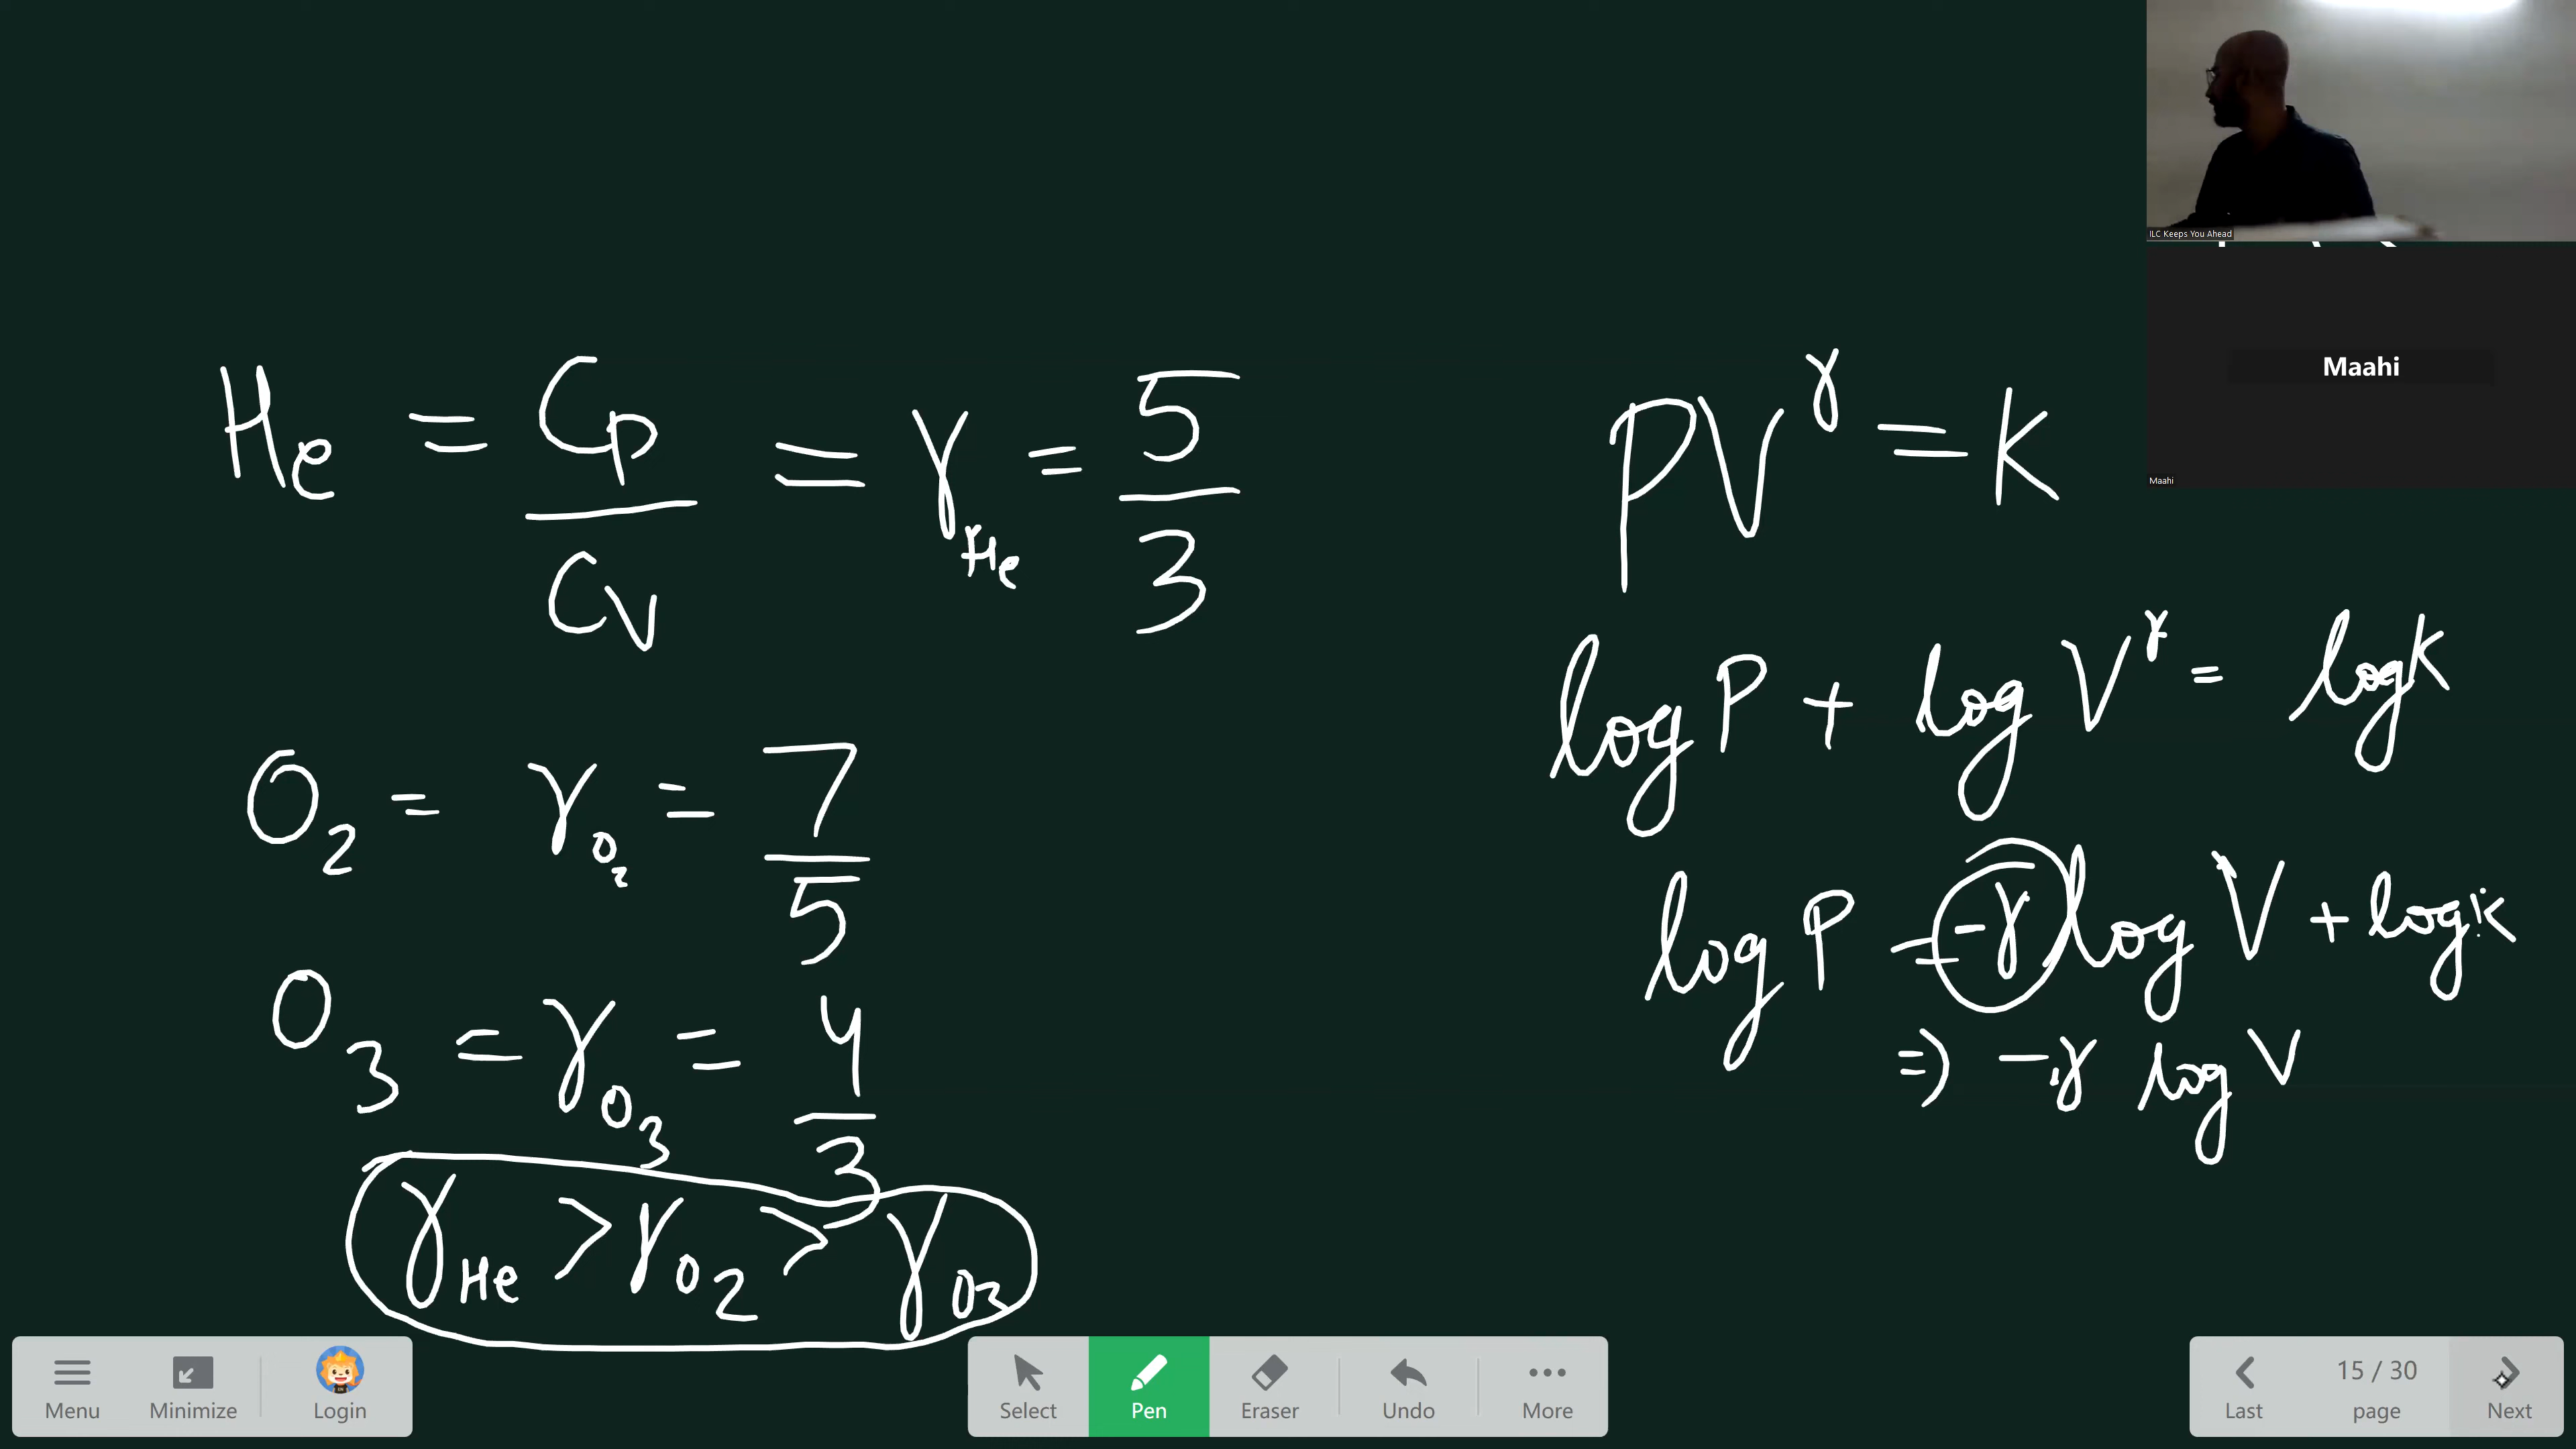 He = Cp/Cv = γHe = 5/3
O2 = γO2 = 7/5
O3 = γO3 = 4/3
γHe > γO2 > γO3
PV^γ = K
log P + log V^γ = log K
log P = -γ log V + log K
⇒ -γ log V
ILC Keeps You Ahead
Maahi
Maahi
Menu
Minimize
Login
Select
Pen
Eraser
Undo
More
Last
15 / 30
page
Next